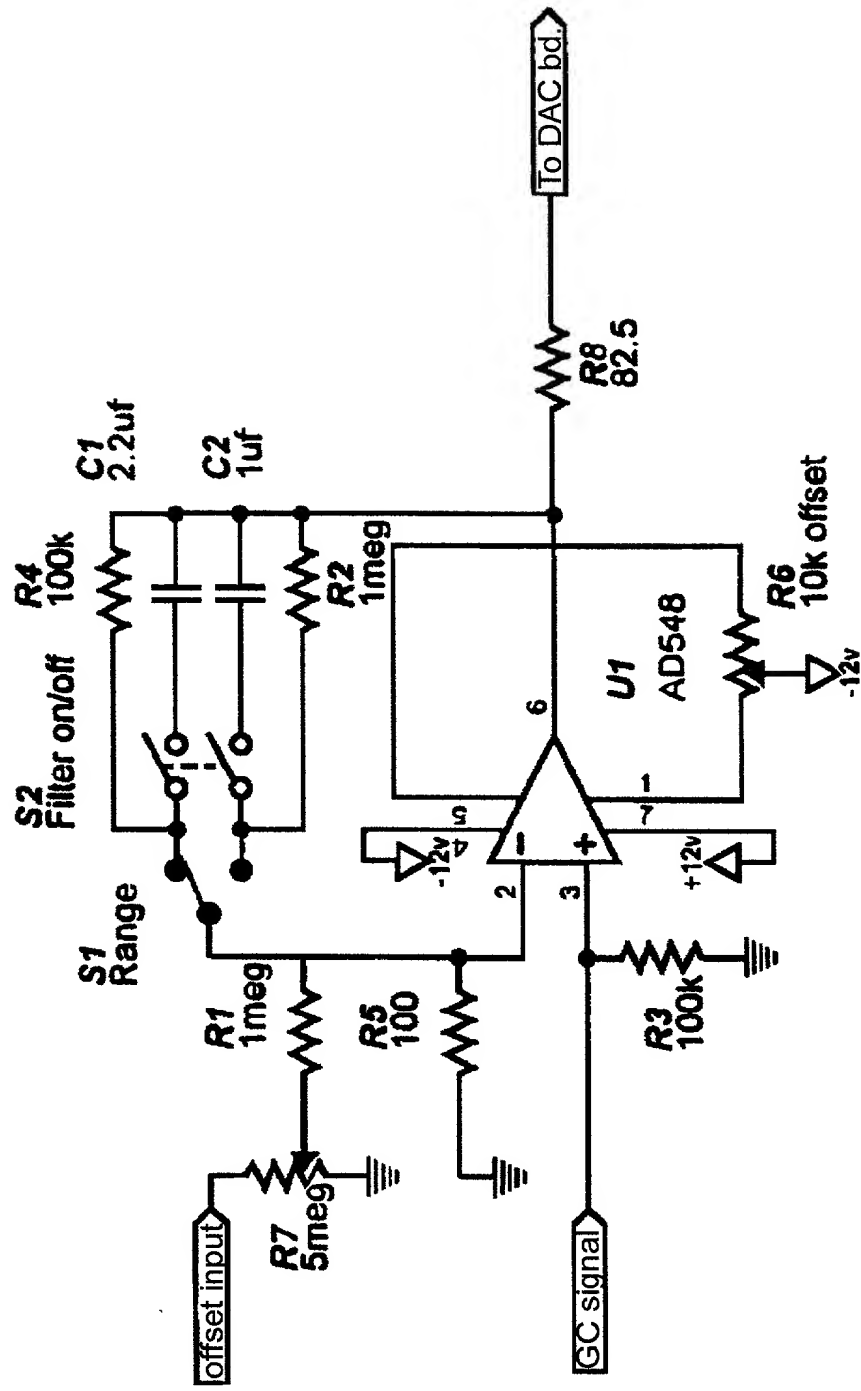 R4
100k
C1
2.2uf
C2
1uf
S2
Filter on/off
R2
1meg
S1
Range
R1
1meg
offset input
R7
5meg
R5
100
-12v
4
5
2
3
6
1
7
+12v
U1
AD548
R8
82.5
To DAC bd.
R6
10k offset
-12v
R3
100k
GC signal